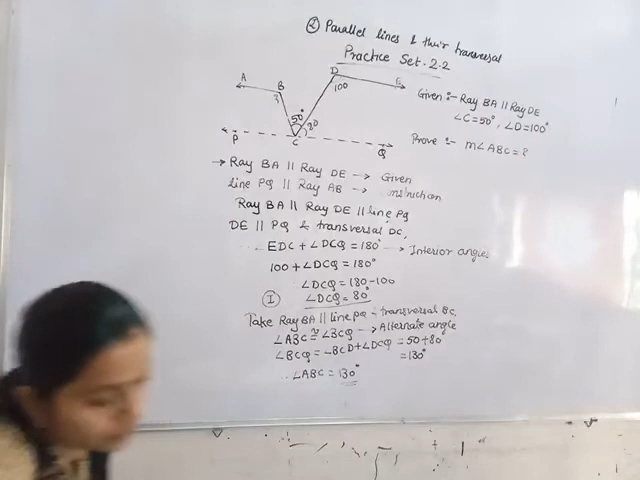 ② Parallel lines & their transversal
Practice Set. 2.2
A B D E
3 100
50° 80
P C Q
Given :- Ray BA || Ray DE
∠C=50°, ∠D=100°
Prove :- m∠ABC = ?
→ Ray BA || Ray DE → Given
line PQ || Ray AB →
Ray BA || Ray DE || line PQ
DE || PQ & transversal DC,
EDC + ∠DCQ = 180° → Interior angles
100 + ∠DCQ = 180°
∠DCQ = 180-100
Ⓘ ∠DCQ = 80°
Take Ray BA || line PQ & transversal BC,
∠ABC ≅ ∠BCQ → Alternate angle
∠BCQ = ∠BCD + ∠DCQ = 50 + 80
= 130°
∴ ∠ABC = 130°